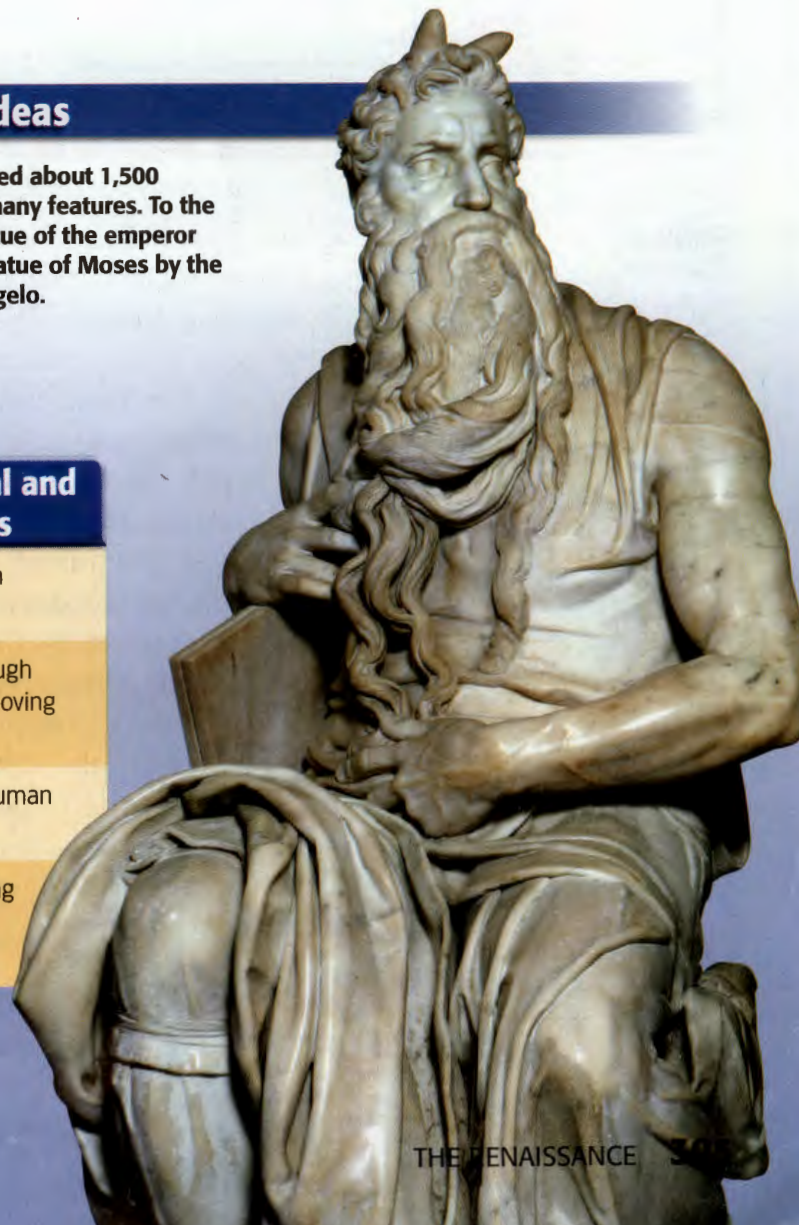 deas
ed about 1,500
nany features. To the
ue of the emperor
atue of Moses by the
gelo.
l and
s
ugh
oving
uman
g
THE RENAISSANCE